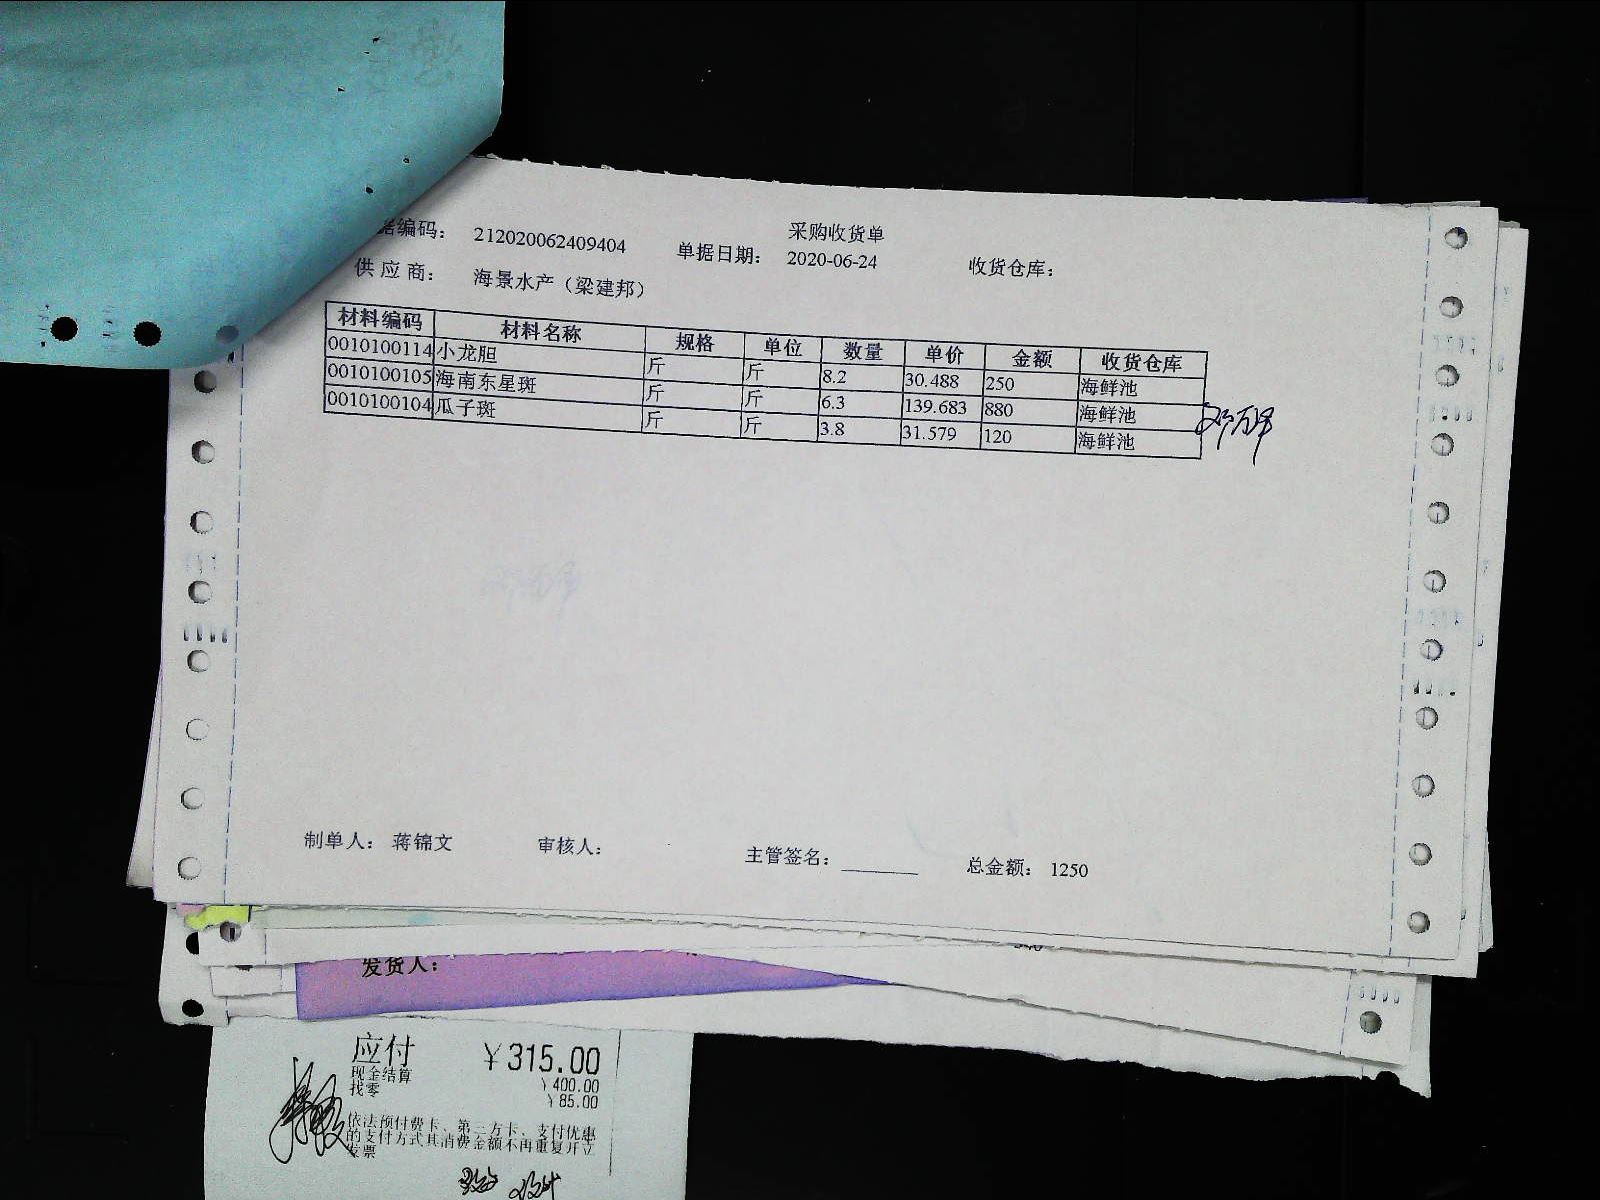 采购收货单
据编码： 212020062409404 单据日期： 2020-06-24 收货仓库：
供应商： 海景水产（梁建邦）
材料编码 材料名称 规格 单位 数量 单价 金额 收货仓库
0010100114 小龙胆 斤 斤 8.2 30.488 250 海鲜池
0010100105 海南东星斑 斤 斤 6.3 139.683 880 海鲜池
0010100104 瓜子斑 斤 斤 3.8 31.579 120 海鲜池
制单人： 蒋锦文 审核人： 主管签名： 总金额： 1250
发货人：
应付 ￥315.00
现金结算 ￥400.00
找零 ￥85.00
依法预付费卡、第三方卡、支付优惠
的支付方式其消费金额不再重复开立
发票